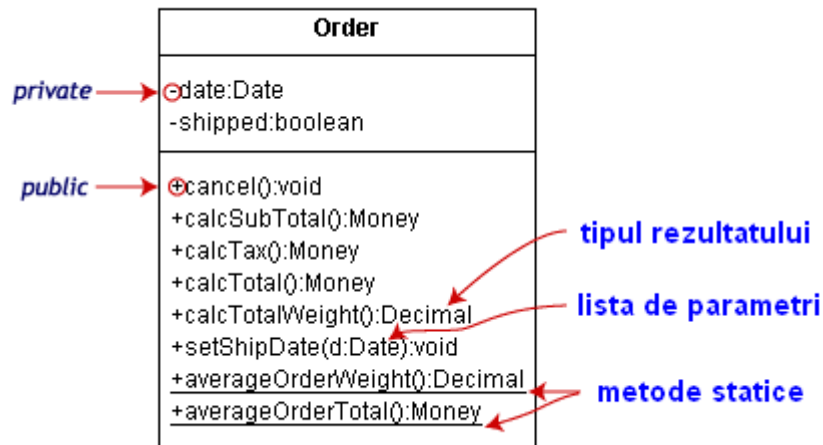 Order
private
-date:Date
-shipped:boolean
public
+cancel():void
+calcSubTotal():Money
+calcTax():Money
+calcTotal():Money
+calcTotalWeight():Decimal
+setShipDate(d:Date):void
+averageOrderWeight():Decimal
+averageOrderTotal():Money
tipul rezultatului
lista de parametri
metode statice